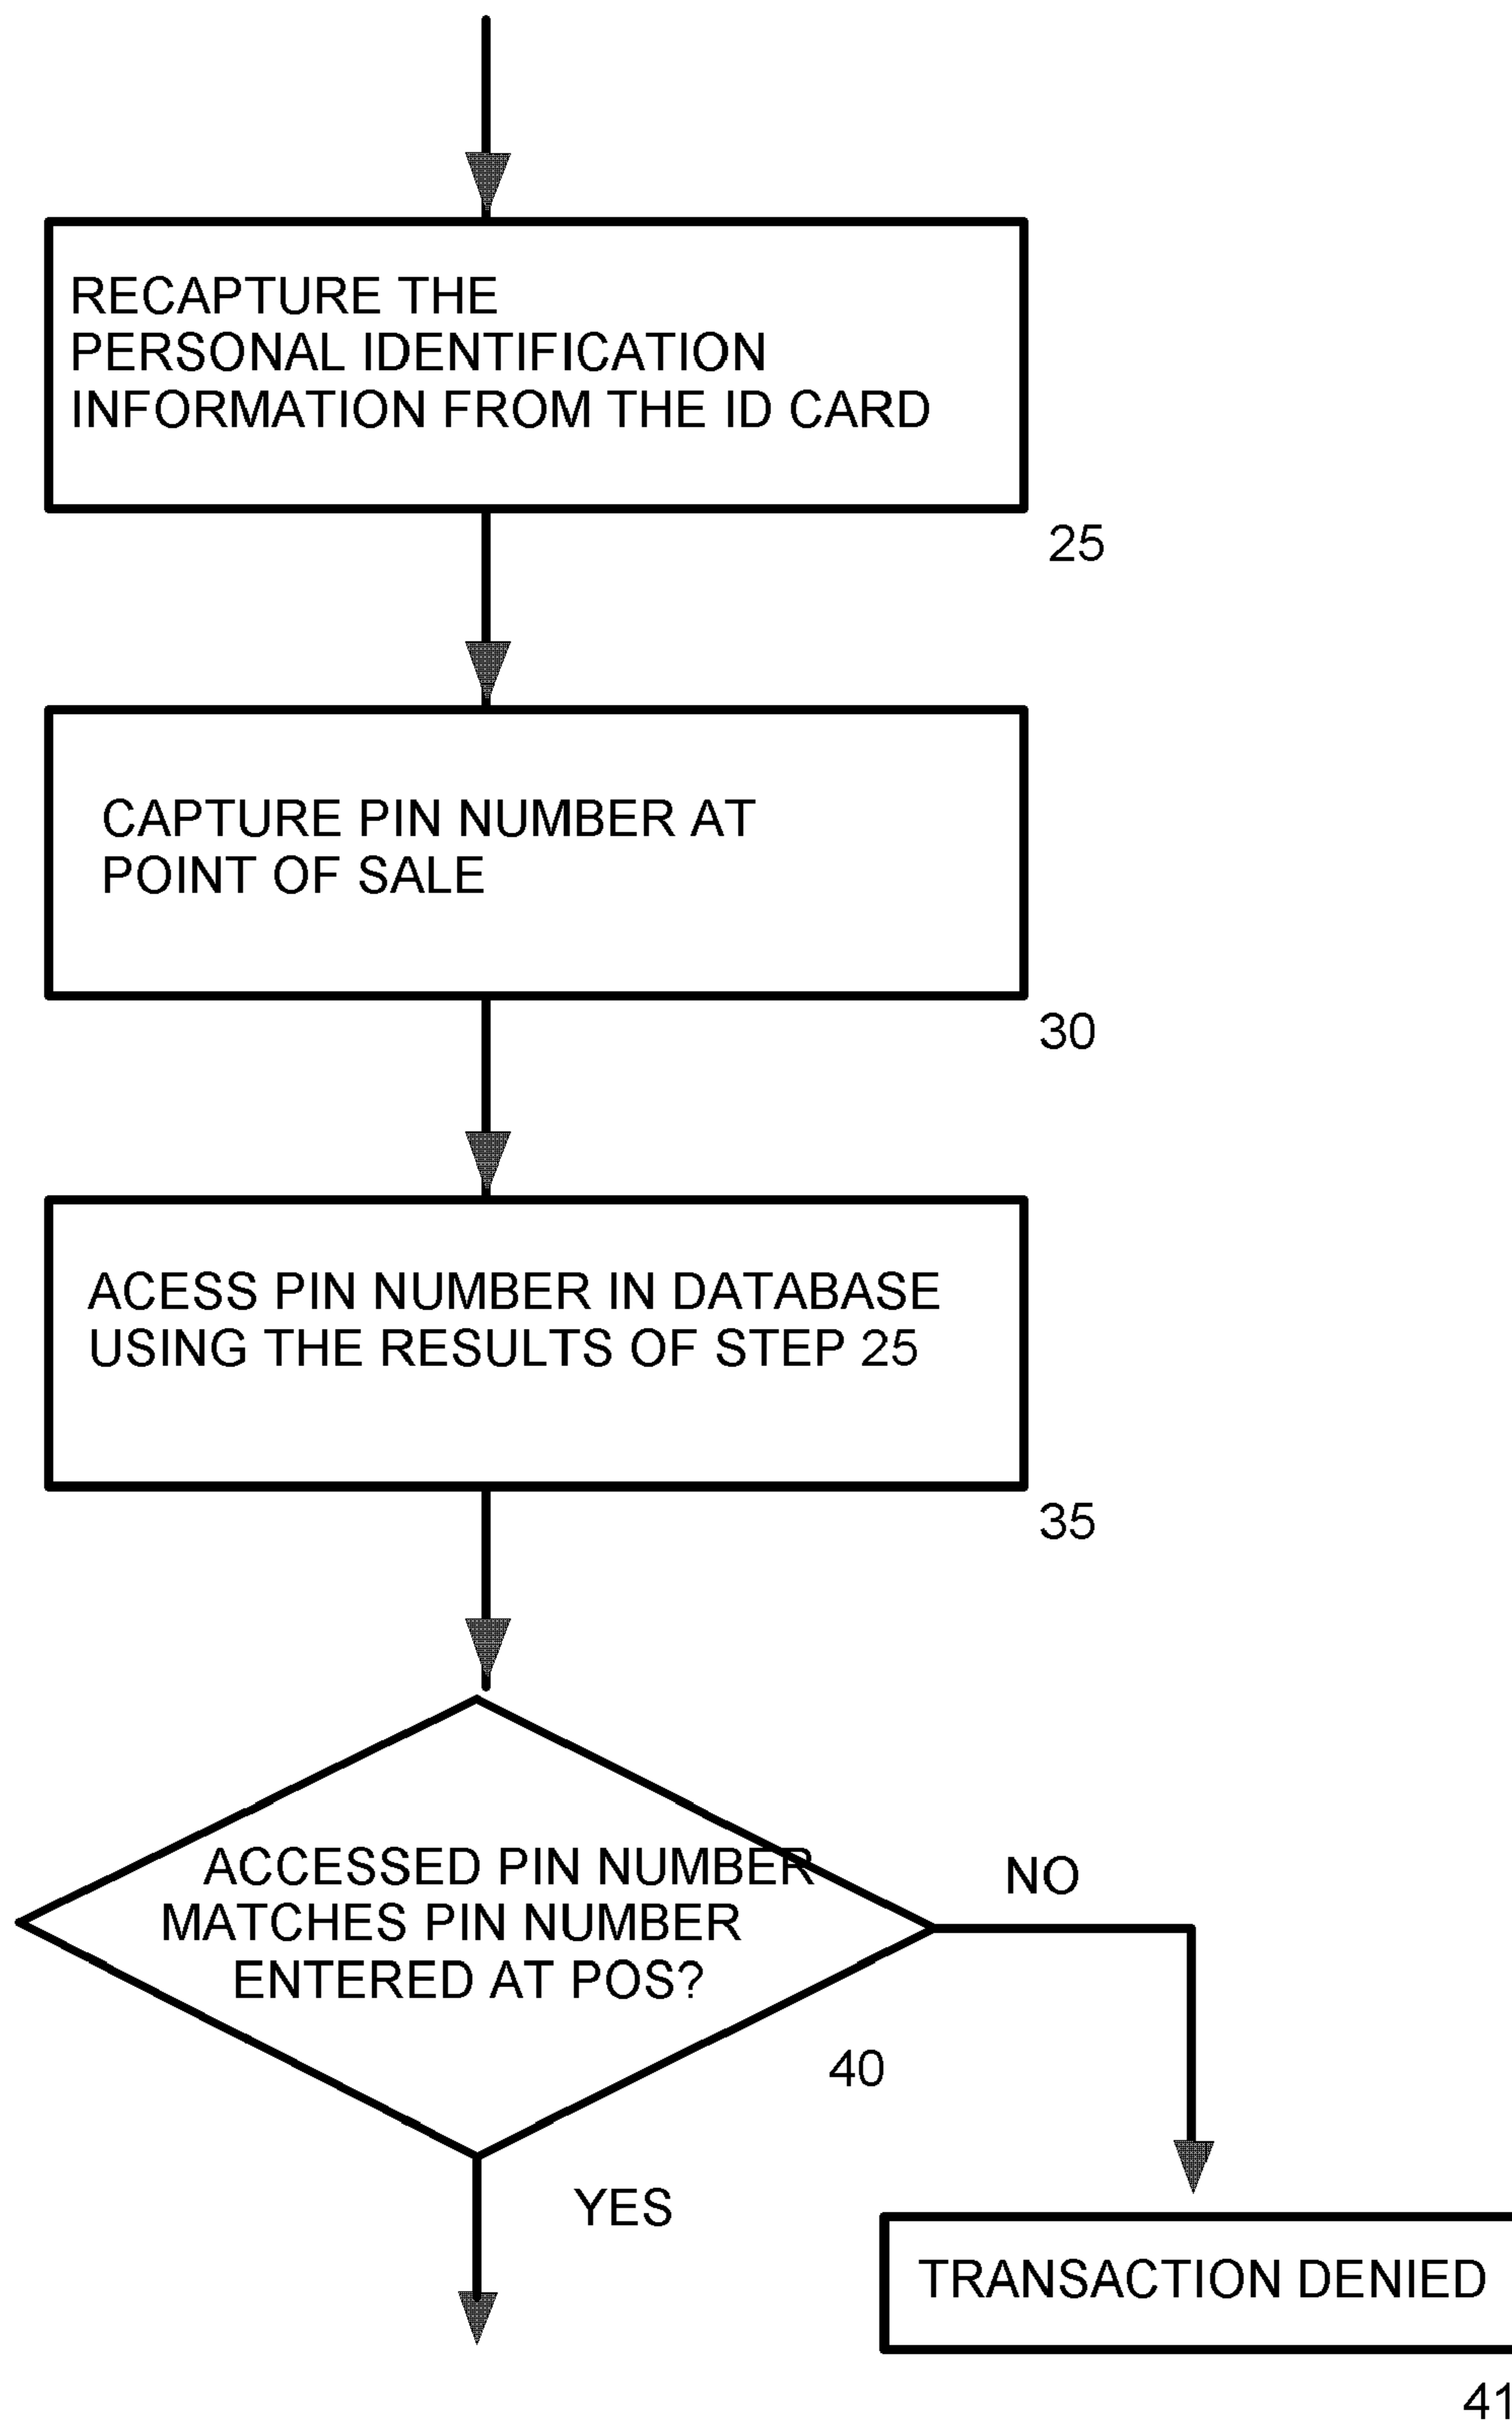 RECAPTURE THE
PERSONAL IDENTIFICATION
INFORMATION FROM THE ID CARD
25
CAPTURE PIN NUMBER AT
POINT OF SALE
30
ACESS PIN NUMBER IN DATABASE
USING THE RESULTS OF STEP 25
35
ACCESSED PIN NUMBER
MATCHES PIN NUMBER
ENTERED AT POS?
NO
40
YES
TRANSACTION DENIED
41